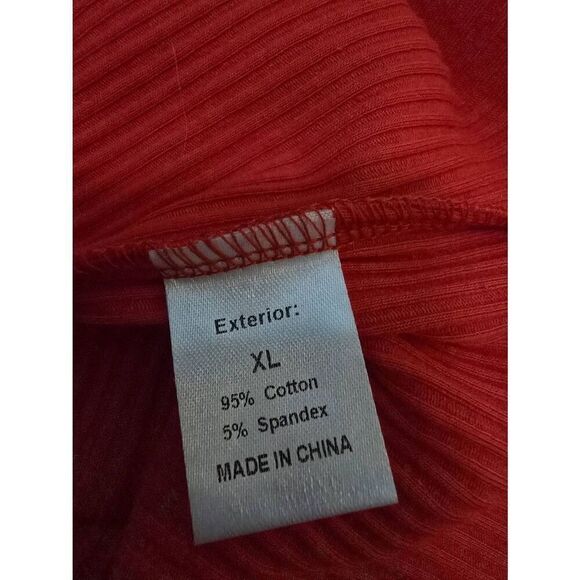 Exterior:
XL
95% Cotton
5% Spandex
MADE IN CHINA